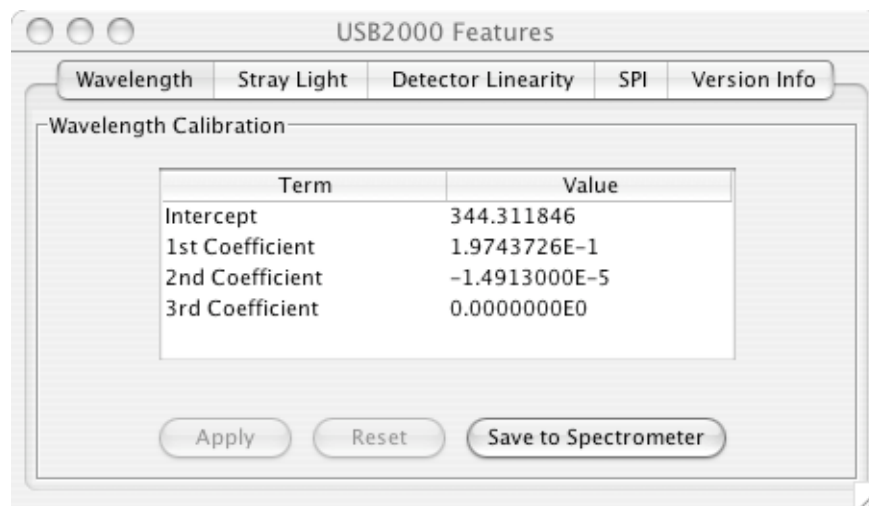 USB2000 Features
Wavelength Stray Light Detector Linearity SPI Version Info
Wavelength Calibration
Term Value
Intercept 344.311846
1st Coefficient 1.9743726E-1
2nd Coefficient -1.4913000E-5
3rd Coefficient 0.0000000E0
Apply Reset Save to Spectrometer